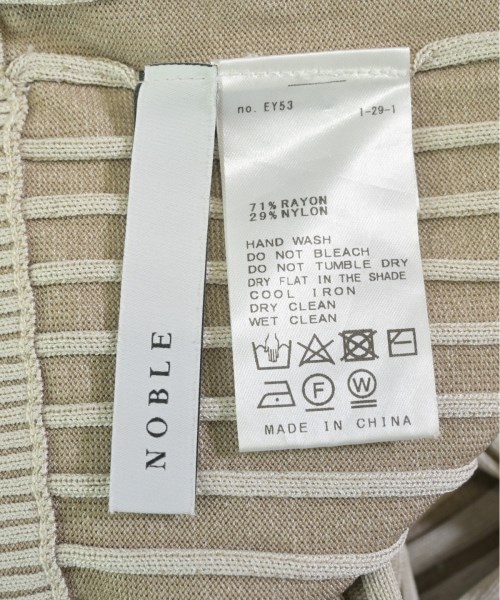 no. EY53
1-29-1
71% RAYON
29% NYLON
HAND WASH
DO NOT BLEACH
DO NOT TUMBLE DRY
DRY FLAT IN THE SHADE
COOL IRON
DRY CLEAN
WET CLEAN
F
W
MADE IN CHINA
NOBLE